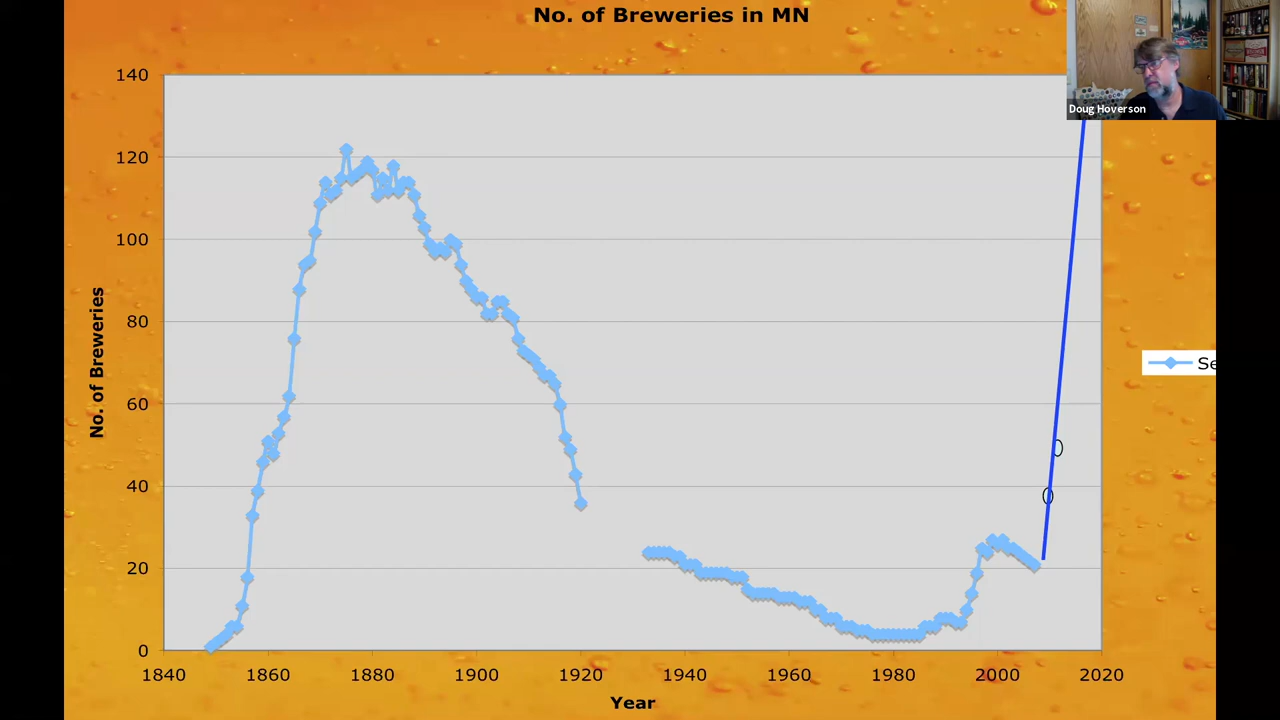 No. of Breweries in MN
Doug Hoverson
140
120
100
80
60
40
20
0
No. of Breweries
1840 1860 1880 1900 1920 1940 1960 1980 2000 2020
Year
Se